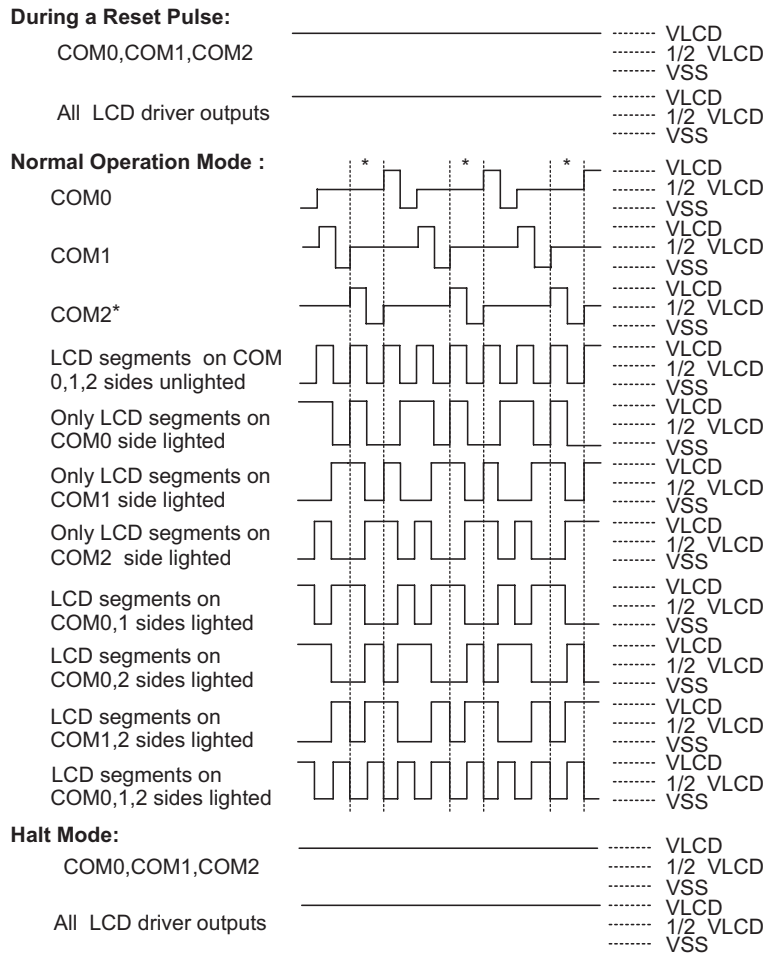 During a Reset Pulse:
COM0,COM1,COM2
VLCD
1/2 VLCD
VSS
All LCD driver outputs
VLCD
1/2 VLCD
VSS
Normal Operation Mode :
* * *
COM0
VLCD
1/2 VLCD
VSS
COM1
VLCD
1/2 VLCD
VSS
COM2*
VLCD
1/2 VLCD
VSS
LCD segments on COM
0,1,2 sides unlighted
VLCD
1/2 VLCD
VSS
Only LCD segments on
COM0 side lighted
VLCD
1/2 VLCD
VSS
Only LCD segments on
COM1 side lighted
VLCD
1/2 VLCD
VSS
Only LCD segments on
COM2 side lighted
VLCD
1/2 VLCD
VSS
LCD segments on
COM0,1 sides lighted
VLCD
1/2 VLCD
VSS
LCD segments on
COM0,2 sides lighted
VLCD
1/2 VLCD
VSS
LCD segments on
COM1,2 sides lighted
VLCD
1/2 VLCD
VSS
LCD segments on
COM0,1,2 sides lighted
VLCD
1/2 VLCD
VSS
Halt Mode:
COM0,COM1,COM2
VLCD
1/2 VLCD
VSS
All LCD driver outputs
VLCD
1/2 VLCD
VSS